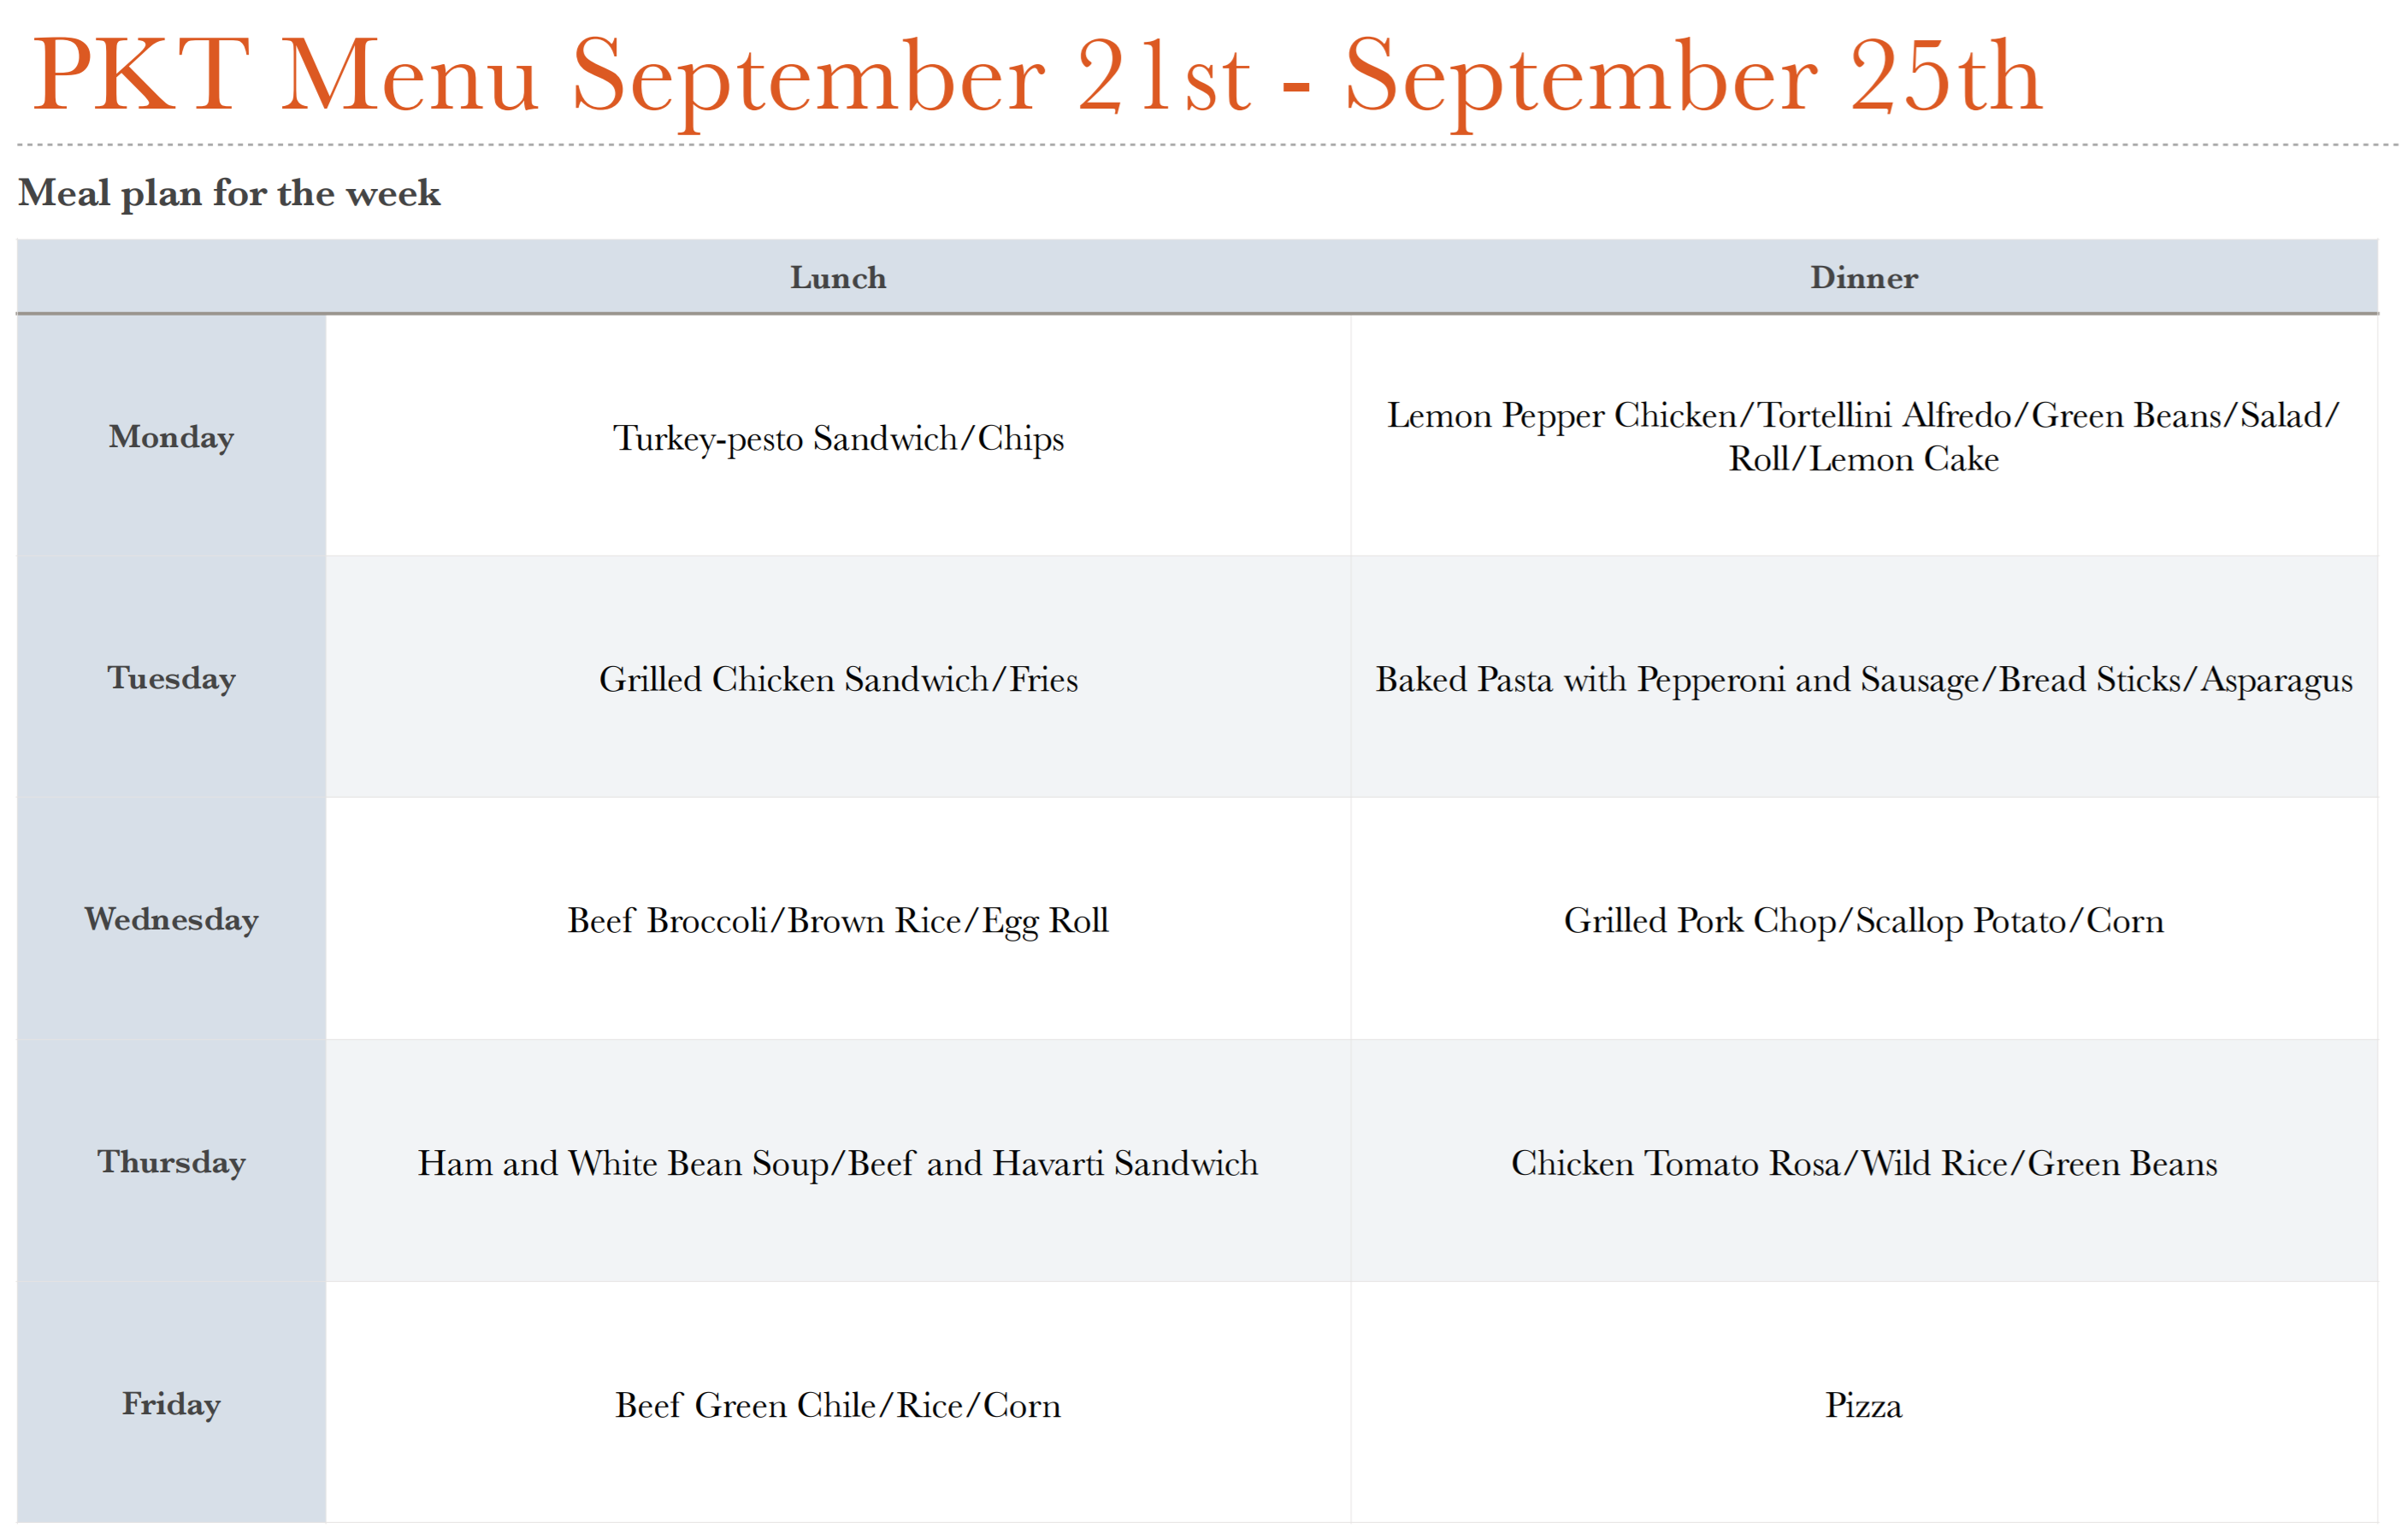 PKT Menu September 21st - September 25th
Meal plan for the week
Lunch Dinner
Monday Turkey-pesto Sandwich/Chips Lemon Pepper Chicken/Tortellini Alfredo/Green Beans/Salad/
Roll/Lemon Cake
Tuesday Grilled Chicken Sandwich/Fries Baked Pasta with Pepperoni and Sausage/Bread Sticks/Asparagus
Wednesday Beef Broccoli/Brown Rice/Egg Roll Grilled Pork Chop/Scallop Potato/Corn
Thursday Ham and White Bean Soup/Beef and Havarti Sandwich Chicken Tomato Rosa/Wild Rice/Green Beans
Friday Beef Green Chile/Rice/Corn Pizza